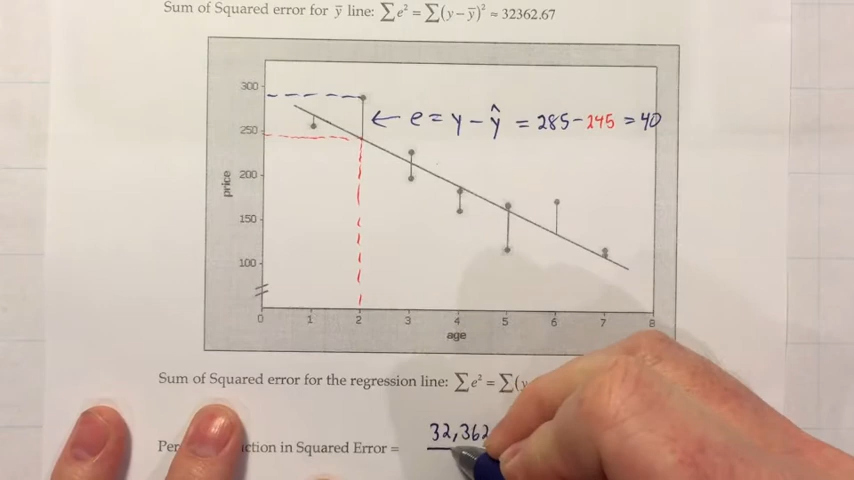 Sum of Squared error for ȳ line: ∑e² = ∑(y−ȳ)² = 32362.67
300
250
200
150
100
price
← e = y − ŷ = 285 − 245 = 40
0 1 2 3 4 5 6 7 8
age
Sum of Squared error for the regression line: ∑e² = ∑(y
Per ction in Squared Error =
32,362